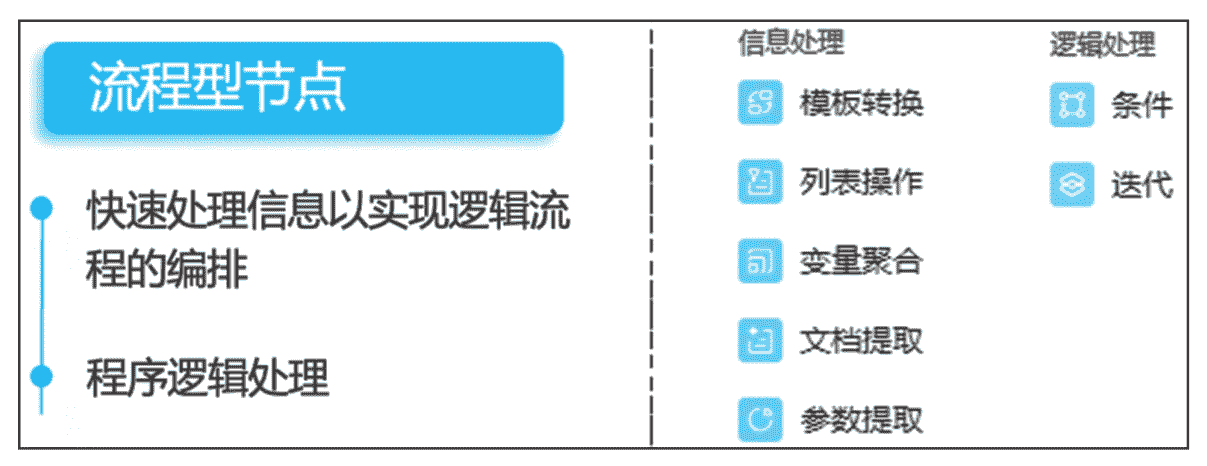 流程型节点
快速处理信息以实现逻辑流
程的编排
程序逻辑处理
信息处理
模板转换
列表操作
变量聚合
文档提取
参数提取
逻辑处理
条件
迭代